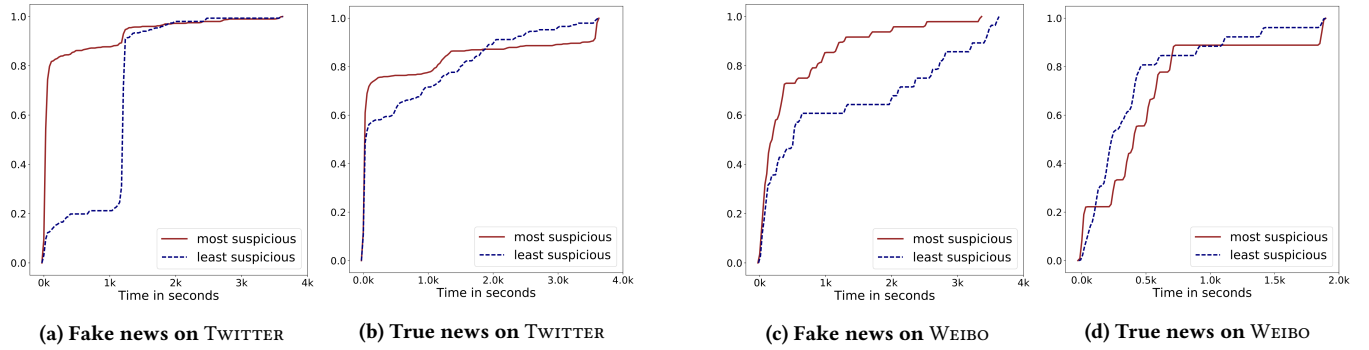 1.0
0.8
0.6
0.4
0.2
0.0
most suspicious
least suspicious
0k 1k 2k 3k 4k
Time in seconds
(a) Fake news on TWITTER
1.0
0.8
0.6
0.4
0.2
0.0
most suspicious
least suspicious
0.0k 1.0k 2.0k 3.0k 4.0k
Time in seconds
(b) True news on TWITTER
1.0
0.8
0.6
0.4
0.2
0.0
most suspicious
least suspicious
0k 1k 2k 3k 4k
Time in seconds
(c) Fake news on WEIBO
1.0
0.8
0.6
0.4
0.2
0.0
most suspicious
least suspicious
0.0k 0.5k 1.0k 1.5k 2.0k
Time in seconds
(d) True news on WEIBO